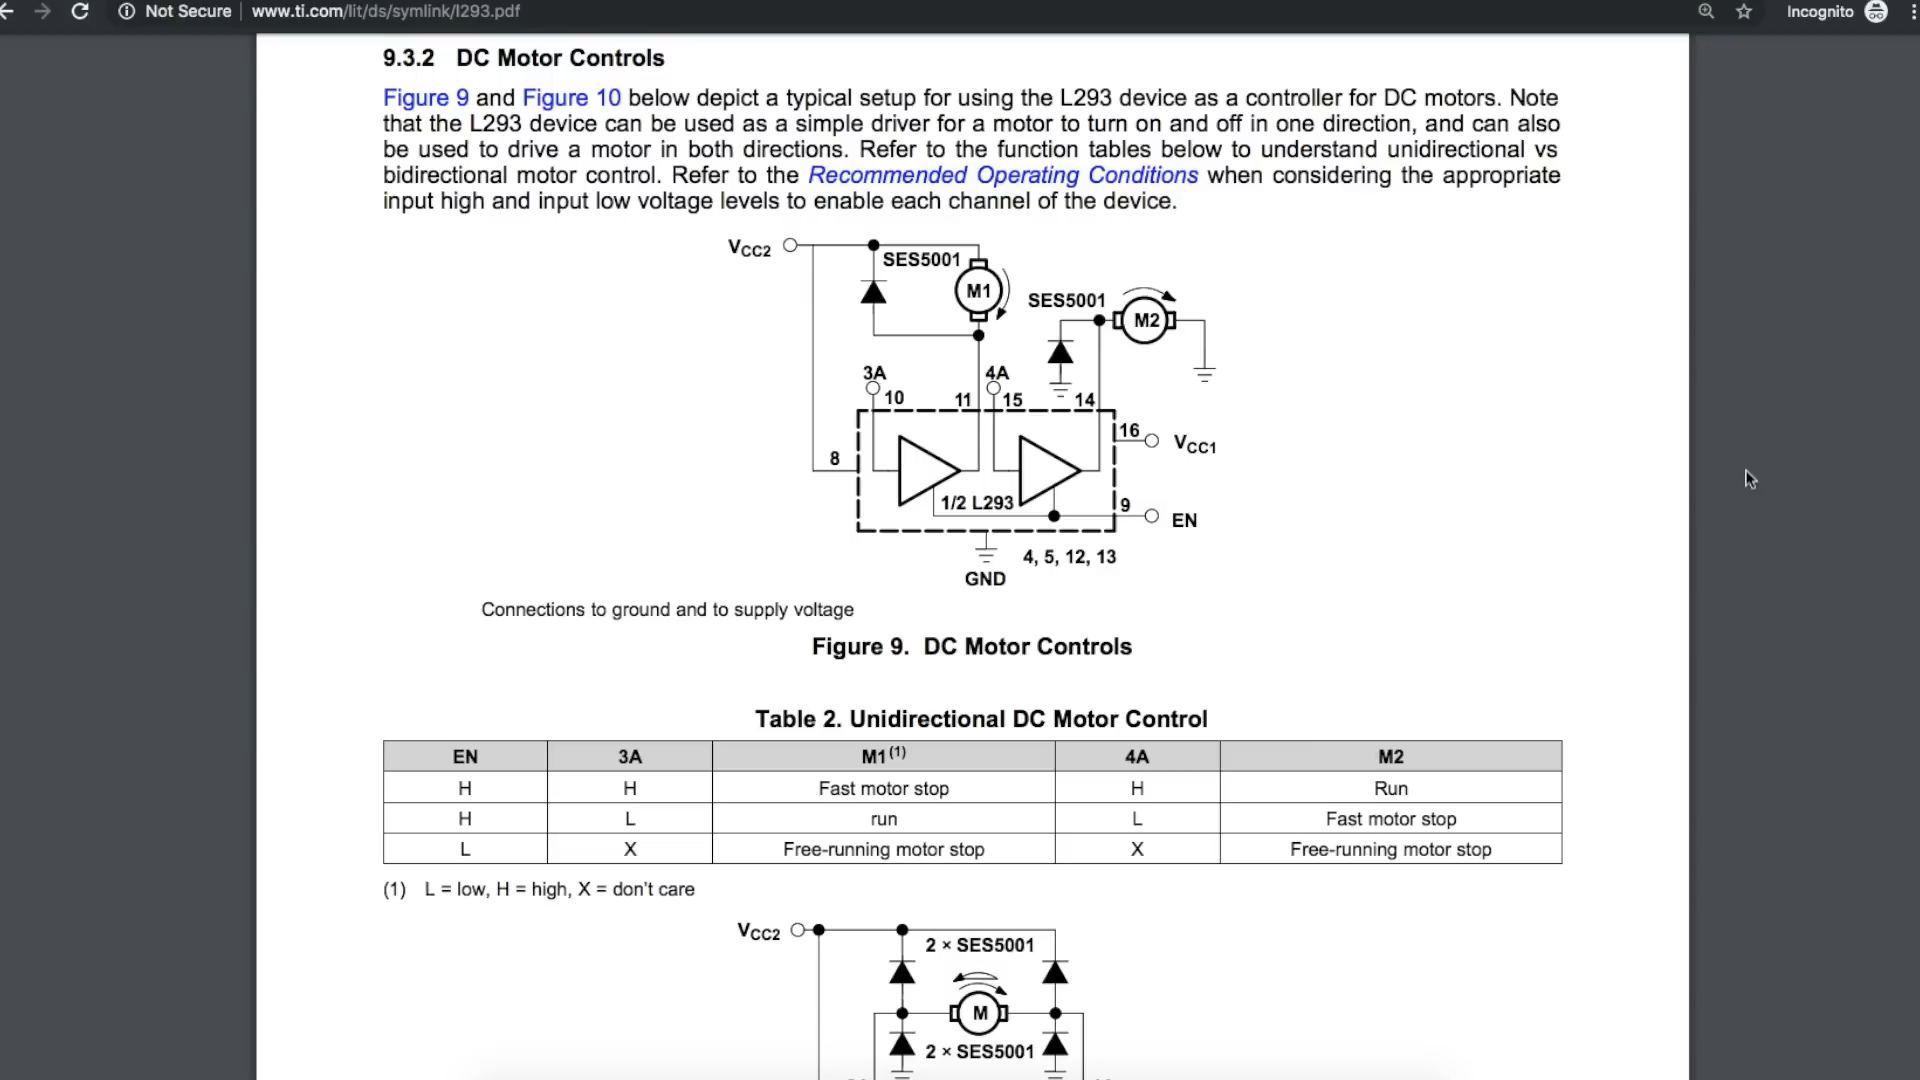 Not Secure | www.ti.com/lit/ds/symlink/l293.pdf
Incognito
9.3.2 DC Motor Controls
Figure 9 and Figure 10 below depict a typical setup for using the L293 device as a controller for DC motors. Note
that the L293 device can be used as a simple driver for a motor to turn on and off in one direction, and can also
be used to drive a motor in both directions. Refer to the function tables below to understand unidirectional vs
bidirectional motor control. Refer to the Recommended Operating Conditions when considering the appropriate
input high and input low voltage levels to enable each channel of the device.
VCC2
SES5001
M1
SES5001
M2
3A
4A
10
11
15
14
16
VCC1
8
1/2 L293
9
EN
4, 5, 12, 13
GND
Connections to ground and to supply voltage
Figure 9. DC Motor Controls
Table 2. Unidirectional DC Motor Control
EN 3A M1 (1) 4A M2
H H Fast motor stop H Run
H L run L Fast motor stop
L X Free-running motor stop X Free-running motor stop
(1) L = low, H = high, X = don't care
VCC2
2 × SES5001
M
2 × SES5001